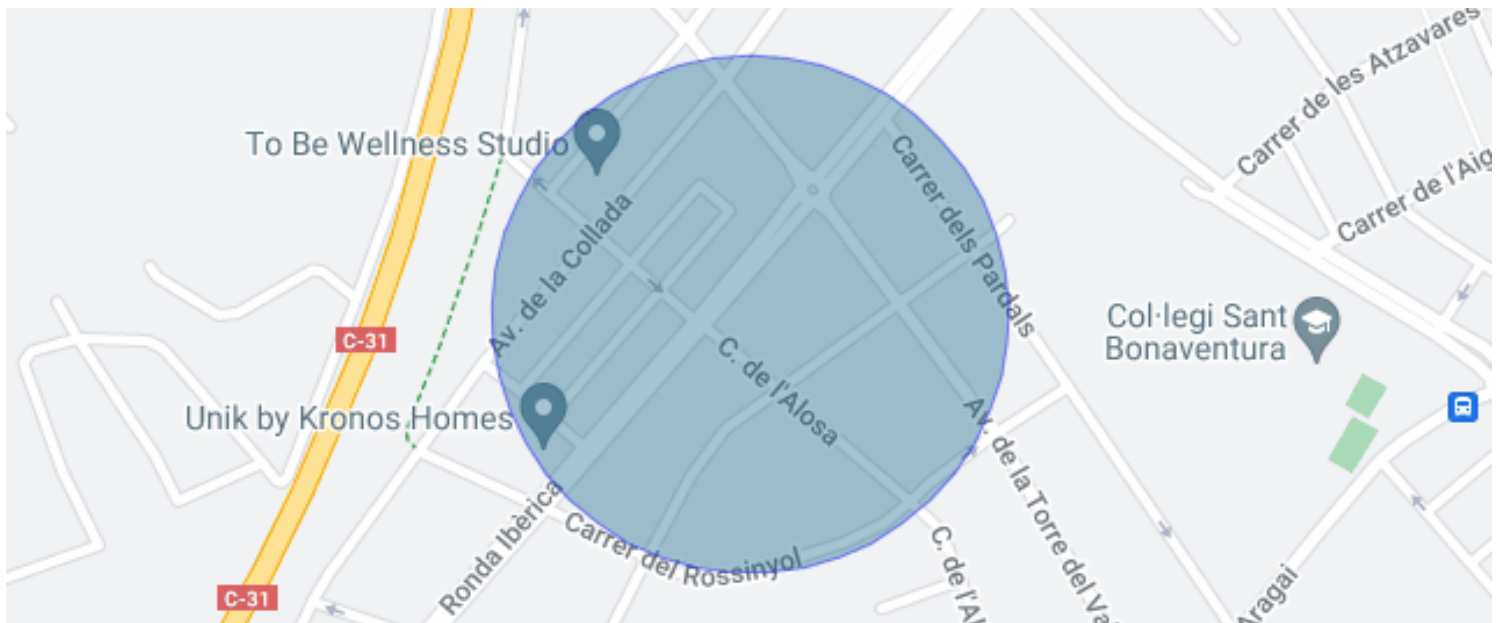 Carrer de les Atzavares
To Be Wellness Studio
Carrer dels Pardals
Carrer de l'Aig
Av. de la Collada
C-31
Col·legi Sant
Bonaventura
C. de l'Alosa
Unik by Kronos Homes
Av. de la Torre del Va
Ronda Ibèrica
Carrer del Rossinyol
C. de l'Al
C-31
Aragai